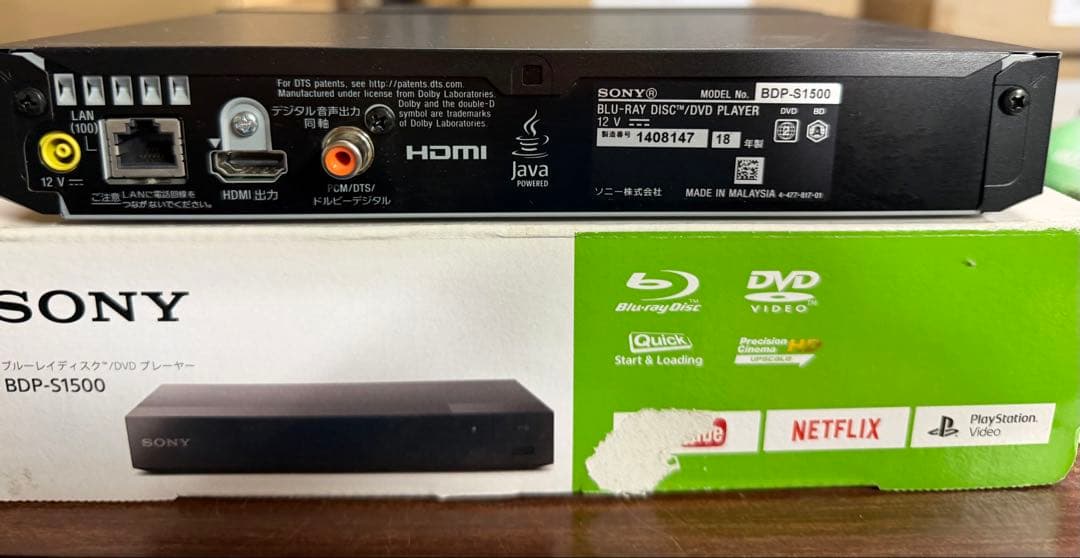 LAN
(100)
12 V
ご注意 LANに電話回線を
つながないでください。
HDMI 出力
デジタル音声出力
同軸
PCM/DTS/
ドルビーデジタル
For DTS patents, see http://patents.dts.com.
Manufactured under license from Dolby Laboratories.
Dolby and the double-D
symbol are trademarks
of Dolby Laboratories.
HDMI
Java
POWERED
SONY®
MODEL No. BDP-S1500
BLU-RAY DISC™/DVD PLAYER
12 V
製造番号 1408147 18 年製
DVD BD
2 A
ソニー株式会社 MADE IN MALAYSIA 4-477-817-01
SONY
ブルーレイディスク™/DVD プレーヤー
BDP-S1500
SONY
Blu-ray Disc™
DVD
VIDEO™
Quick
Start & Loading
Precision
Cinema HD
UPSCALE
NETFLIX
PlayStation
Video